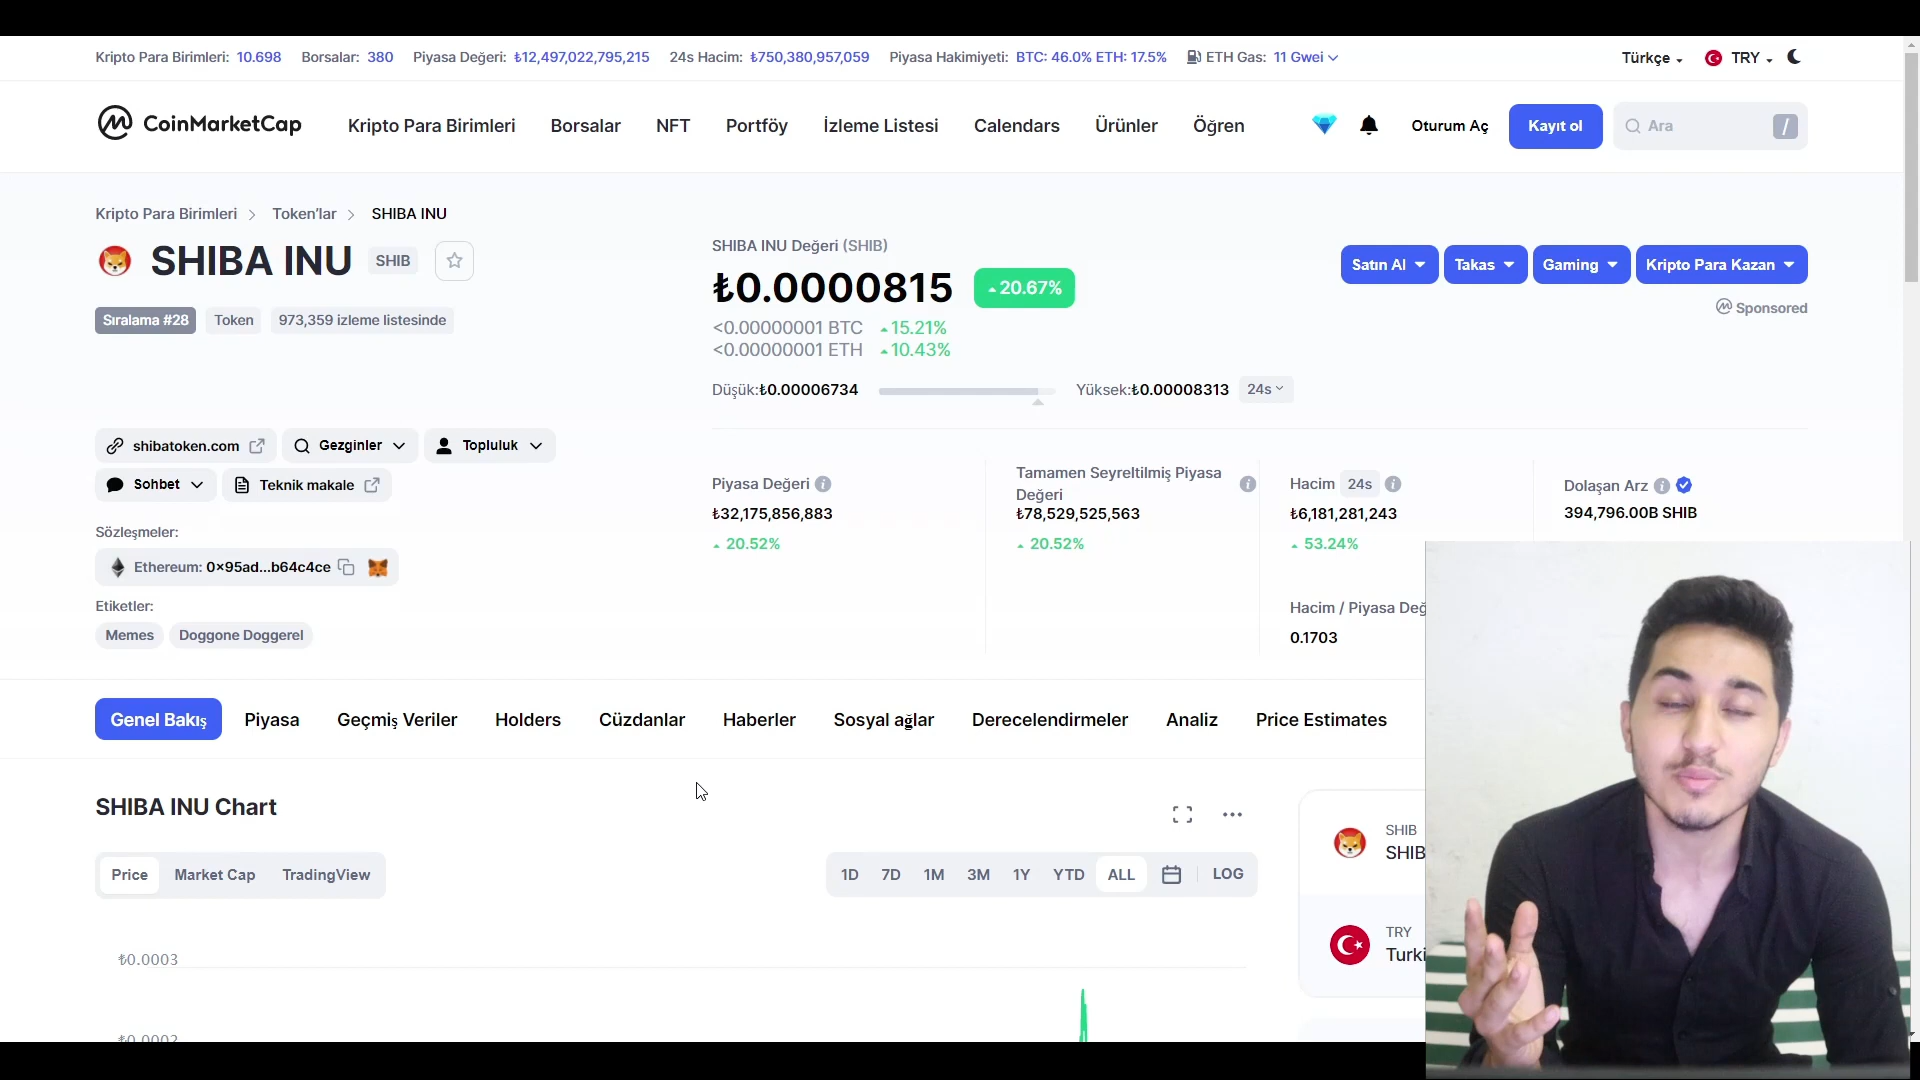 Kripto Para Birimleri: 10.698 Borsalar: 380 Piyasa Değeri: ₺12,497,022,795,215 24s Hacim: ₺750,380,957,059 Piyasa Hakimiyeti: BTC: 46.0% ETH: 17.5% ETH Gas: 11 Gwei Türkçe TRY
CoinMarketCap Kripto Para Birimleri Borsalar NFT Portföy İzleme Listesi Calendars Ürünler Öğren Oturum Aç Kayıt ol Ara /
Kripto Para Birimleri > Token'lar > SHIBA INU
SHIBA INU SHIB
Sıralama #28 Token 973,359 izleme listesinde
SHIBA INU Değeri (SHIB)
₺0.0000815 20.67%
<0.00000001 BTC 15.21%
<0.00000001 ETH 10.43%
Düşük:₺0.00006734 Yüksek:₺0.00008313 24s
Satın Al Takas Gaming Kripto Para Kazan
Sponsored
shibatoken.com Gezginler Topluluk
Sohbet Teknik makale
Sözleşmeler:
Ethereum: 0x95ad...b64c4ce
Etiketler:
Memes Doggone Doggerel
Piyasa Değeri
₺32,175,856,883
20.52%
Tamamen Seyreltilmiş Piyasa
Değeri
₺78,529,525,563
20.52%
Hacim 24s
₺6,181,281,243
53.24%
Hacim / Piyasa Değ
0.1703
Dolaşan Arz
394,796.00B SHIB
Genel Bakış Piyasa Geçmiş Veriler Holders Cüzdanlar Haberler Sosyal ağlar Derecelendirmeler Analiz Price Estimates
SHIBA INU Chart
Price Market Cap TradingView
1D 7D 1M 3M 1Y YTD ALL LOG
₺0.0003
₺0.0002
SHIB
SHIB
TRY
Turki